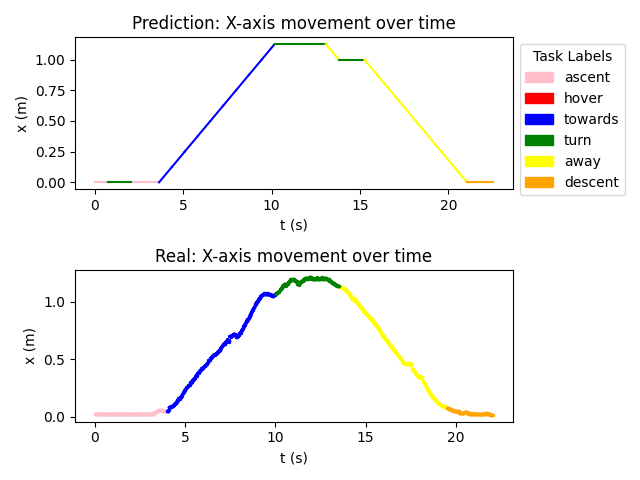 Prediction: X-axis movement over time
1.00
0.75
0.50
0.25
0.00
x (m)
0 5 10 15 20
t (s)
Task Labels
ascent
hover
towards
turn
away
descent
Real: X-axis movement over time
1.0
0.5
0.0
x (m)
0 5 10 15 20
t (s)